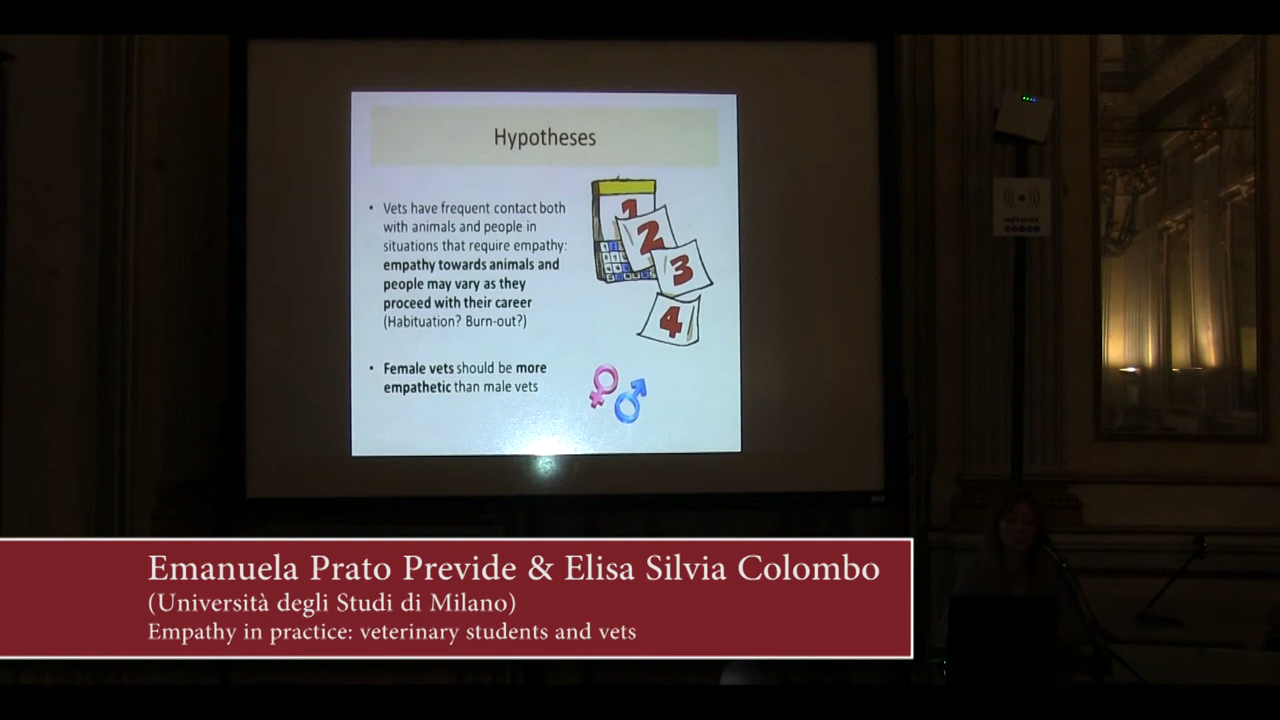 Hypotheses
• Vets have frequent contact both
with animals and people in
situations that require empathy:
empathy towards animals and
people may vary as they
proceed with their career
(Habituation? Burn-out?)
• Female vets should be more
empathetic than male vets
1
2
3
4
Emanuela Prato Previde & Elisa Silvia Colombo
(Università degli Studi di Milano)
Empathy in practice: veterinary students and vets